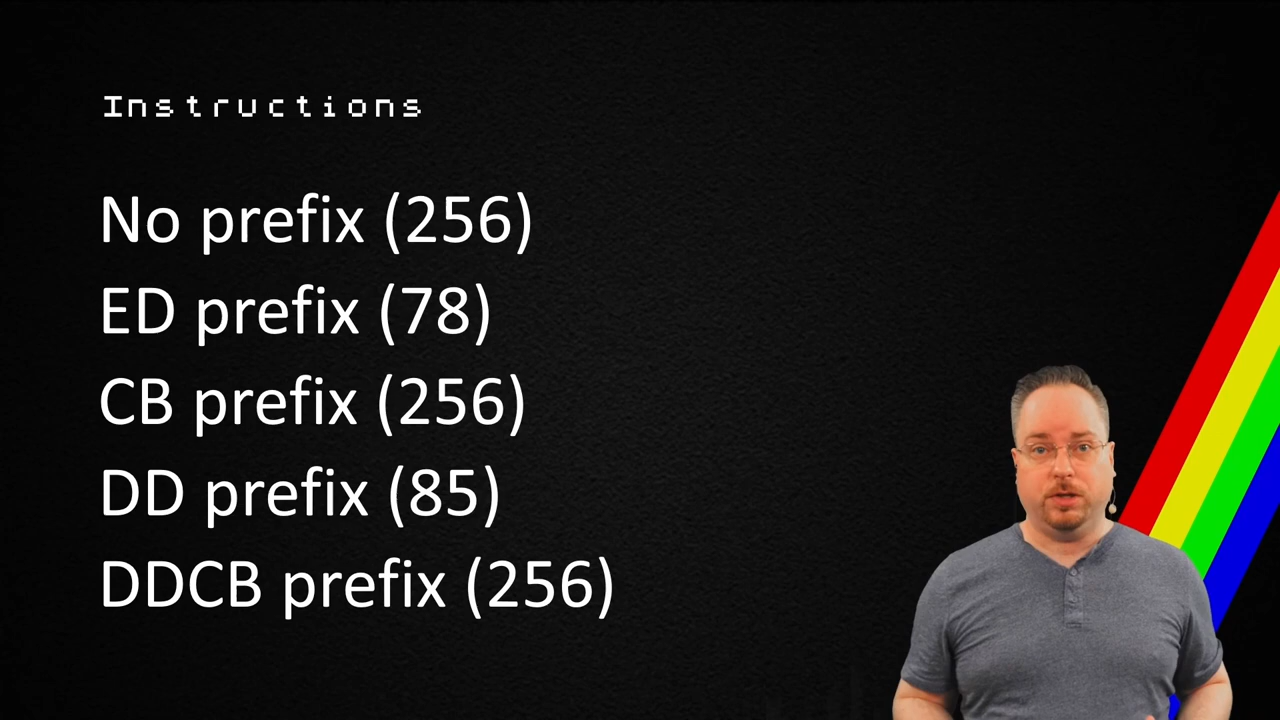 Instructions
No prefix (256)
ED prefix (78)
CB prefix (256)
DD prefix (85)
DDCB prefix (256)